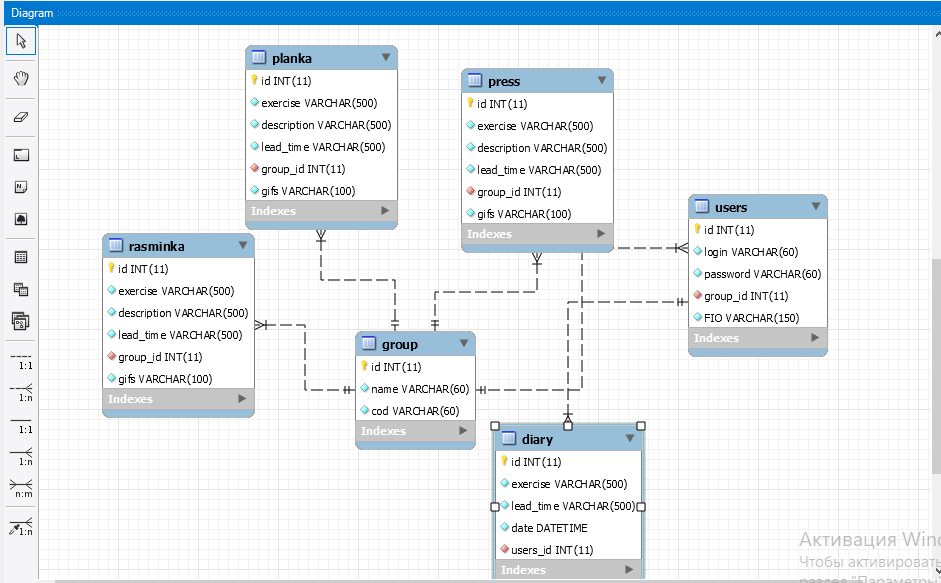 Diagram
planka
id INT(11)
exercise VARCHAR(500)
description VARCHAR(500)
lead_time VARCHAR(500)
group_id INT(11)
gifs VARCHAR(100)
Indexes
press
id INT(11)
exercise VARCHAR(500)
description VARCHAR(500)
lead_time VARCHAR(500)
group_id INT(11)
gifs VARCHAR(100)
Indexes
users
id INT(11)
login VARCHAR(60)
password VARCHAR(60)
group_id INT(11)
FIO VARCHAR(150)
Indexes
rasminka
id INT(11)
exercise VARCHAR(500)
description VARCHAR(500)
lead_time VARCHAR(500)
group_id INT(11)
gifs VARCHAR(100)
Indexes
group
id INT(11)
name VARCHAR(60)
cod VARCHAR(60)
Indexes
diary
id INT(11)
exercise VARCHAR(500)
lead_time VARCHAR(500)
date DATETIME
users_id INT(11)
Indexes
1:1
1:n
1:1
1:n
n:m
1:n
Активация Win
Чтобы активировать
раздел "Параметры